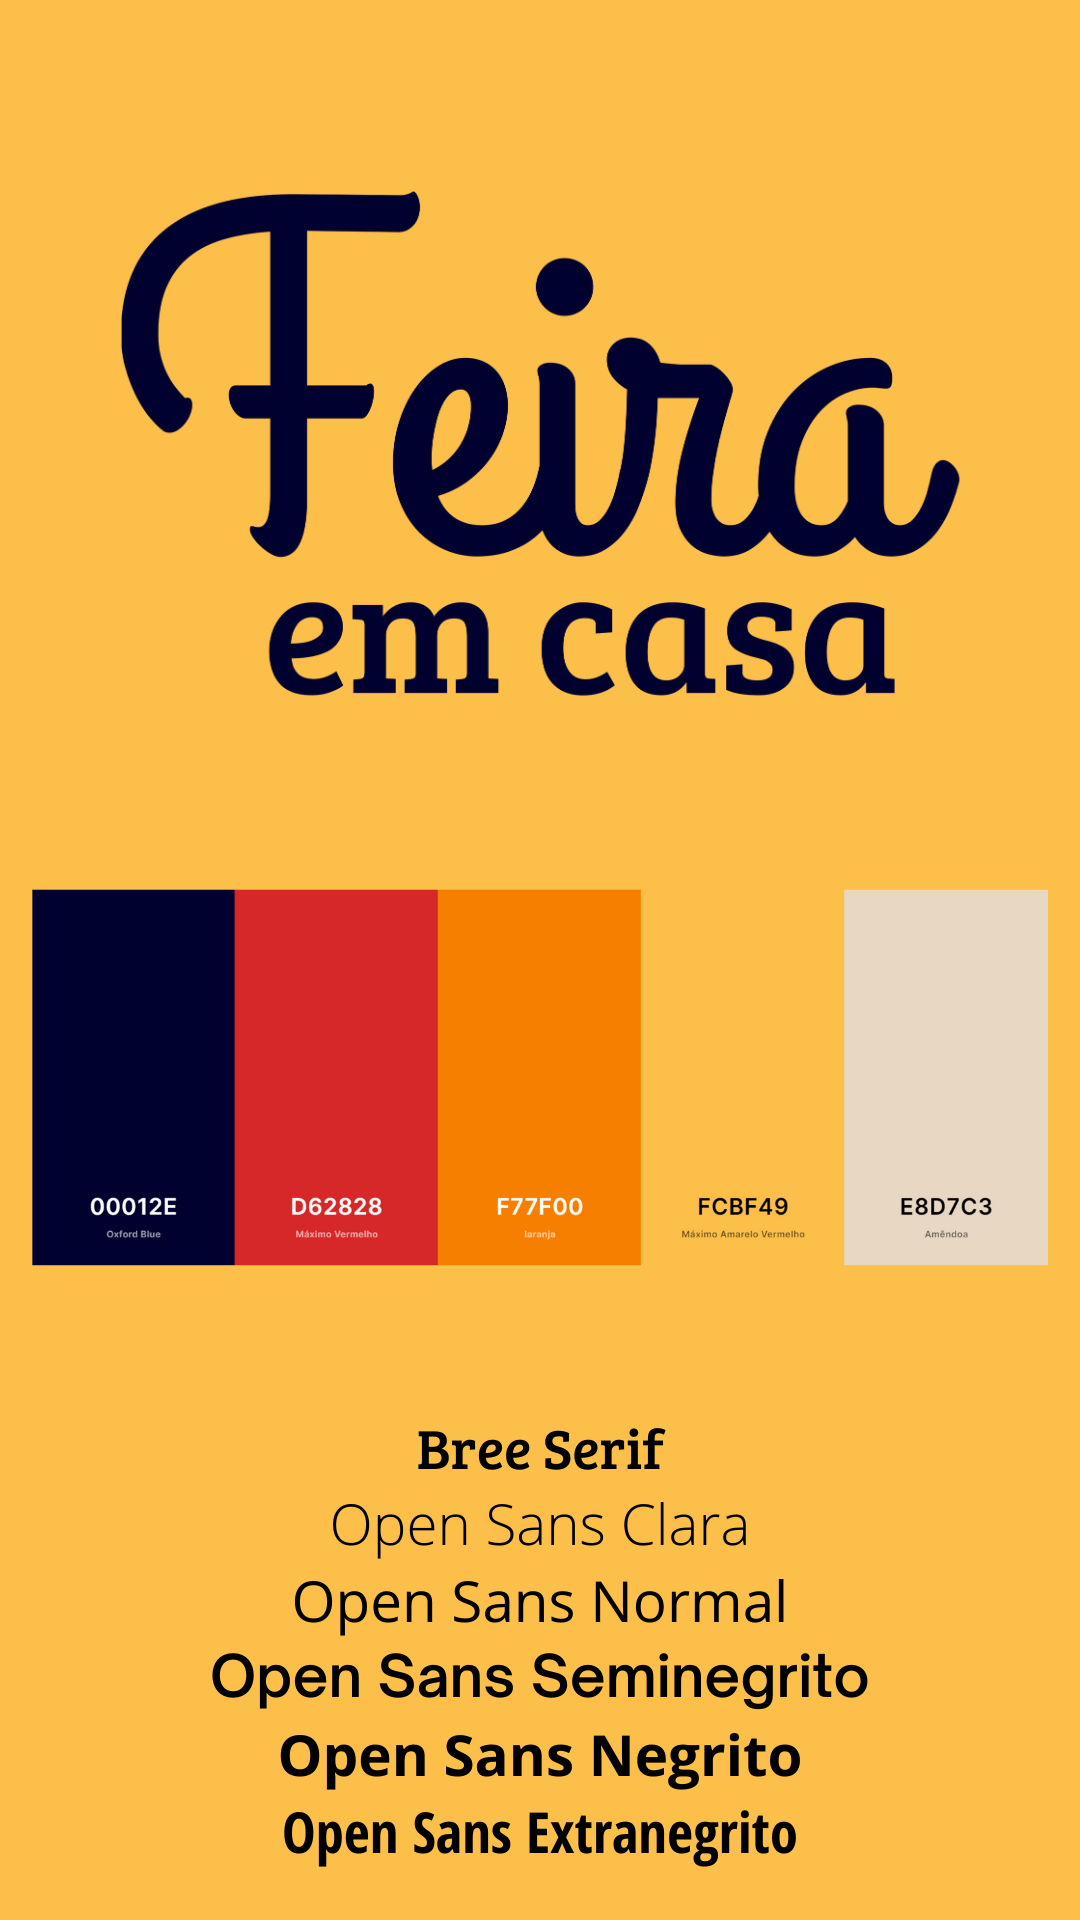 Feira
em casa
00012E
Oxford Blue
D62828
Máximo Vermelho
F77F00
laranja
FCBF49
Máximo Amarelo Vermelho
E8D7C3
Amêndoa
Bree Serif
Open Sans Clara
Open Sans Normal
Open Sans Seminegrito
Open Sans Negrito
Open Sans Extranegrito